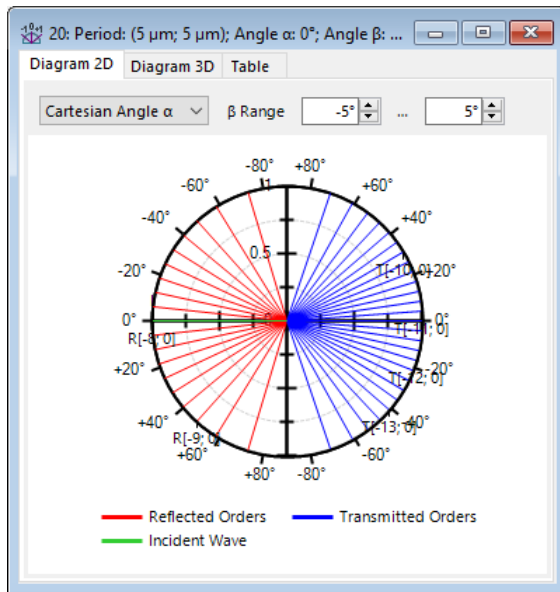 20: Period: (5 µm; 5 µm); Angle α: 0°; Angle β: ...
Diagram 2D Diagram 3D Table
Cartesian Angle α β Range -5° ... 5°
-80° +80°
-60° 1 +60°
-40° +40°
0.5
-20° T[-10; 0] +20°
0° 0°
R[-8; 0] T[-11; 0]
+20° T[-12; 0] -20°
+40° -40°
R[-9; 0] T[-13; 0]
+60° -60°
+80° -80°
Reflected Orders Transmitted Orders
Incident Wave